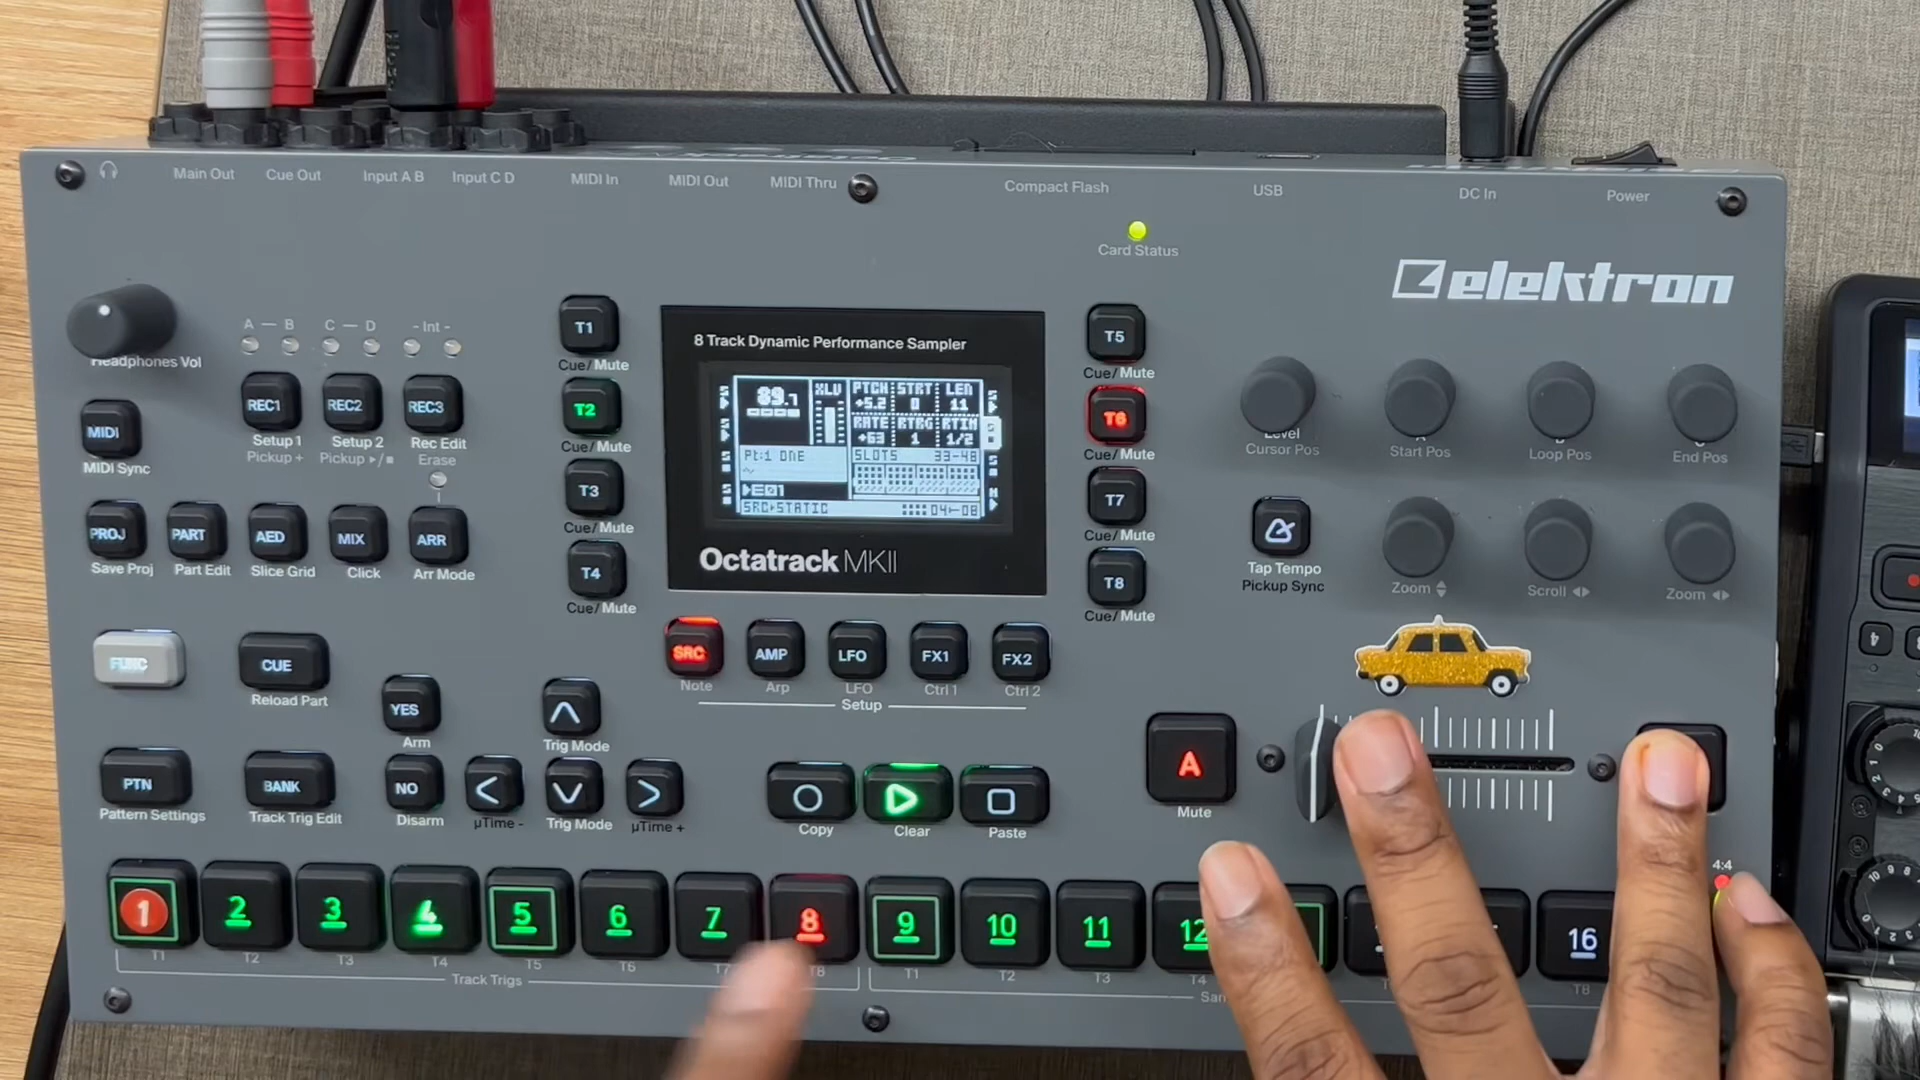 Main Out
Cue Out
Input A B
Input C D
MIDI In
MIDI Out
MIDI Thru
Compact Flash
USB
DC In
Power
Card Status
elektron
Headphones Vol
A — B
C — D
- Int -
REC1
REC2
REC3
Setup 1
Setup 2
Rec Edit
Pickup +
Pickup ▸/■
Erase
MIDI
MIDI Sync
PROJ
PART
AED
MIX
ARR
Save Proj
Part Edit
Slice Grid
Click
Arr Mode
T1
Cue/Mute
T2
Cue/Mute
T3
Cue/Mute
T4
Cue/Mute
8 Track Dynamic Performance Sampler
89.7
XLV
PTCH
STRT
LEN
+5.2
0
11
RATE
RTRG
RTIM
+63
1
1/2
Pt:1 ONE
SLOTS 33-48
E01
SRC▸STATIC
Octatrack MKII
T5
Cue/Mute
T6
Cue/Mute
T7
Cue/Mute
T8
Cue/Mute
Level
Cursor Pos
Start Pos
Loop Pos
End Pos
Tap Tempo
Pickup Sync
Zoom
Scroll
Zoom
SRC
AMP
LFO
FX1
FX2
Note
Arp
LFO
Ctrl 1
Ctrl 2
Setup
FUNC
CUE
Reload Part
YES
Arm
Trig Mode
PTN
Pattern Settings
BANK
Track Trig Edit
NO
Disarm
µTime -
Trig Mode
µTime +
Copy
Clear
Paste
A
Mute
4:4
1
2
3
4
5
6
7
8
9
10
11
12
16
T1
T2
T3
T4
T5
T6
T8
T1
T2
T3
T4
T8
Track Trigs